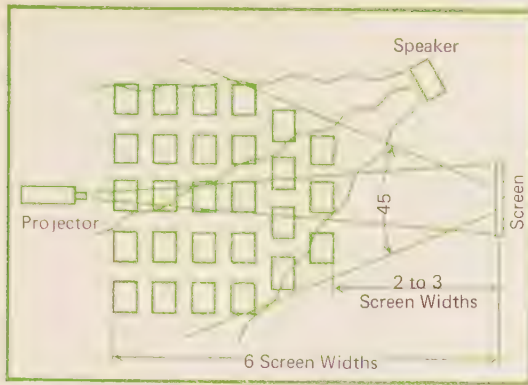 Speaker
Projector
45
Screen
2 to 3
Screen Widths
6 Screen Widths